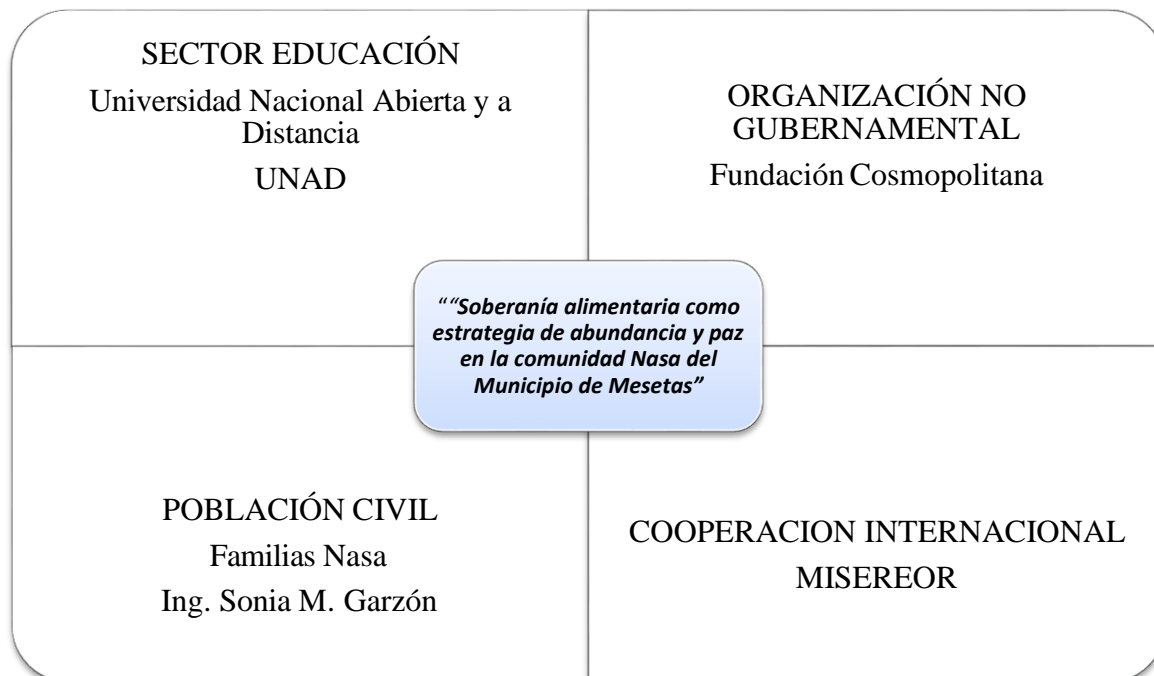 SECTOR EDUCACIÓN
Universidad Nacional Abierta y a
Distancia
UNAD
ORGANIZACIÓN NO
GUBERNAMENTAL
Fundación Cosmopolitana
““Soberanía alimentaria como
estrategia de abundancia y paz
en la comunidad Nasa del
Municipio de Mesetas”
POBLACIÓN CIVIL
Familias Nasa
Ing. Sonia M. Garzón
COOPERACION INTERNACIONAL
MISEREOR